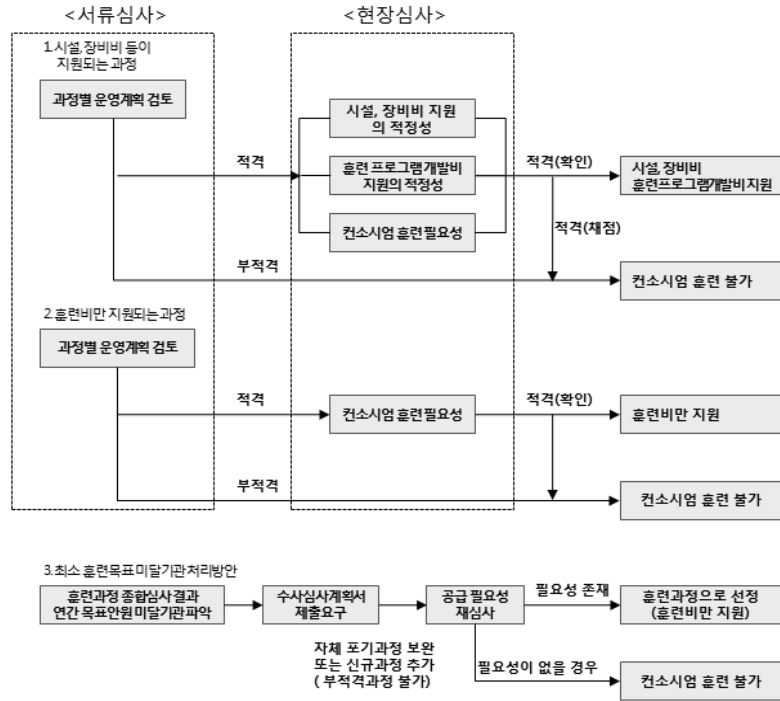 <서류심사>
<현장심사>
1.시설,장비비 등이
지원되는 과정
과정별 운영계획 검토
시설, 장비비 지원
의 적정성
적격
훈련 프로그램개발비
지원의 적정성
적격(확인)
시설, 장비비
훈련프로그램개발비 지원
컨소시엄 훈련필요성
적격(채점)
부적격
컨소시엄 훈련 불가
2.훈련비만 지원되는 과정
과정별 운영계획 검토
적격
컨소시엄 훈련필요성
적격(확인)
훈련비만 지원
부적격
컨소시엄 훈련 불가
3.최소 훈련목표 미달기관 처리방안
훈련과정 종합심사 결과
연간 목표안원 미달기관 파악
수사심사계획서
제출요구
공급 필요성
재심사
필요성 존재
훈련과정으로 선정
(훈련비만 지원)
자체 포기과정 보완
또는 신규과정 추가
( 부적격과정 불가)
필요성이 없을 경우
컨소시엄 훈련 불가